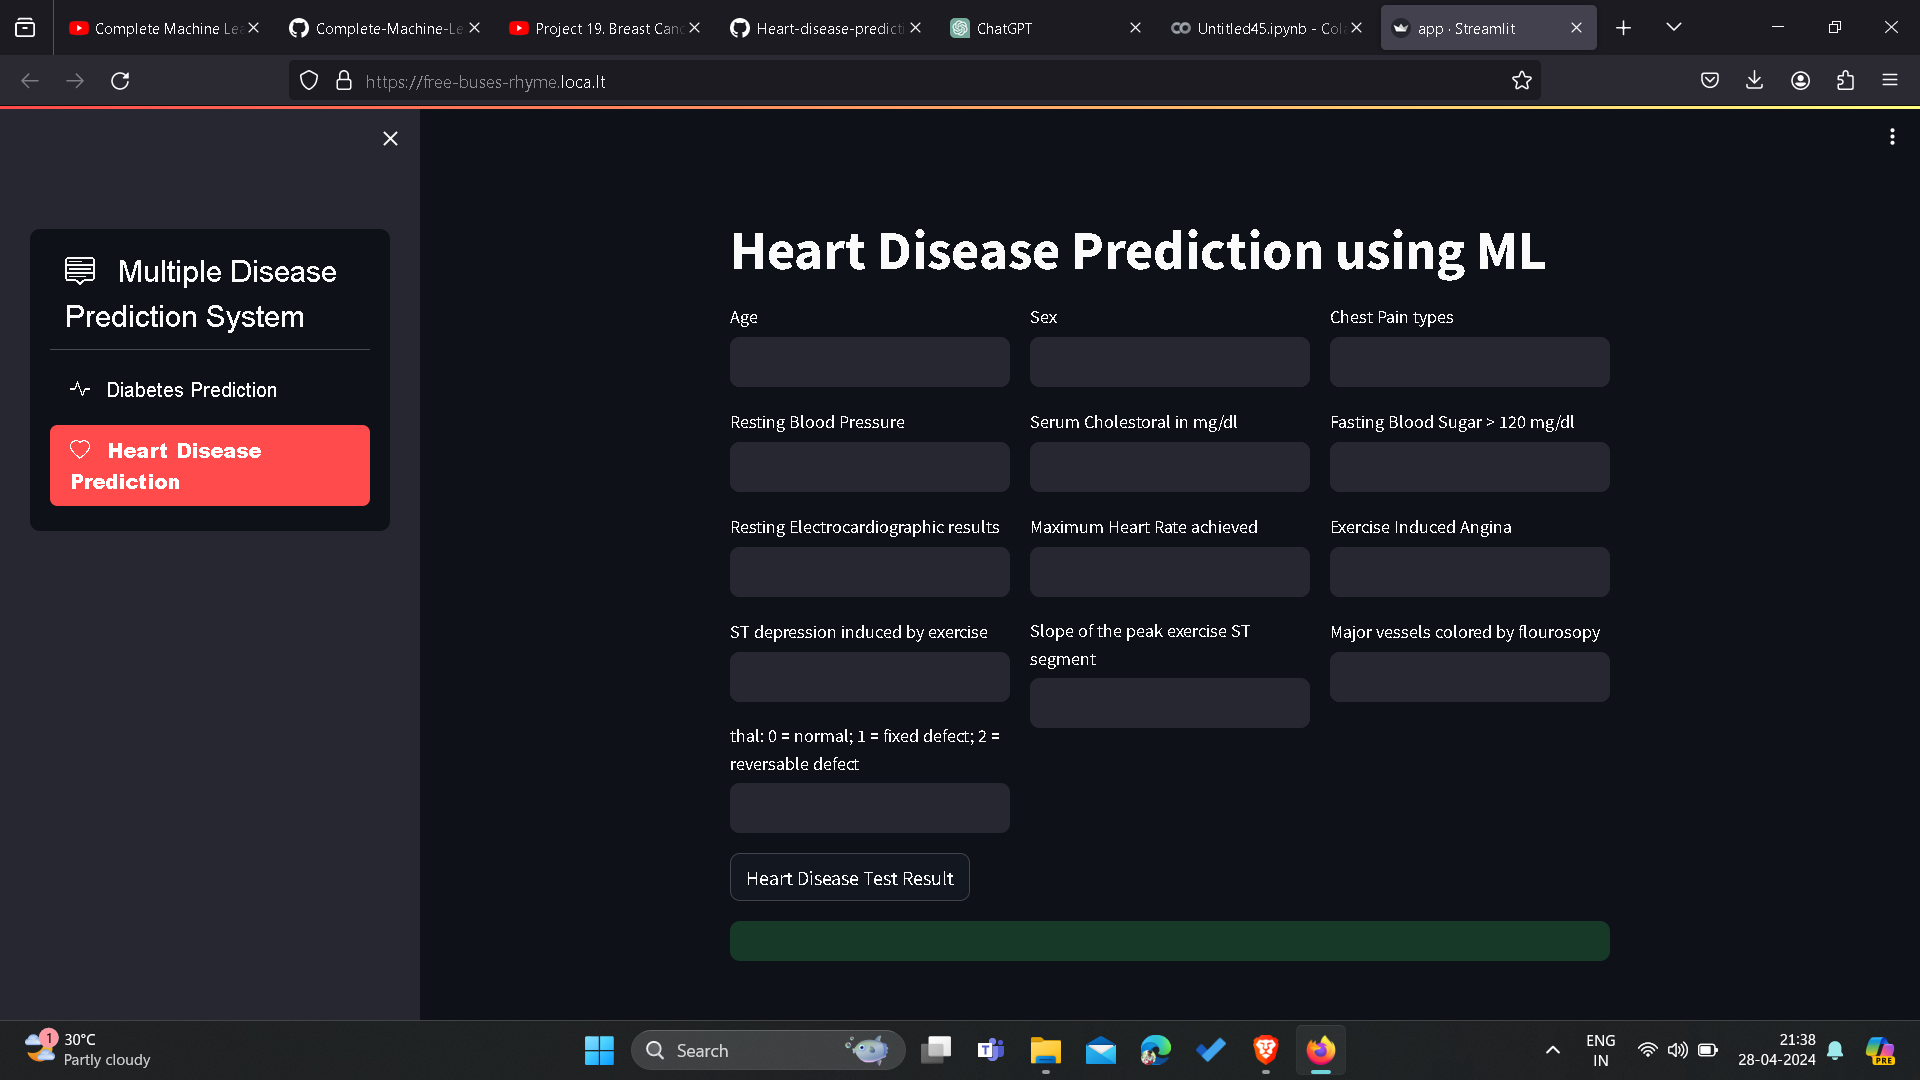 Complete Machine Le
Complete-Machine-Le
Project 19. Breast Canc
Heart-disease-predicti
ChatGPT
Untitled45.ipynb - Cola
app · Streamlit
https://free-buses-rhyme.loca.lt
Multiple Disease
Prediction System
Diabetes Prediction
Heart Disease
Prediction
Heart Disease Prediction using ML
Age
Sex
Chest Pain types
Resting Blood Pressure
Serum Cholestoral in mg/dl
Fasting Blood Sugar > 120 mg/dl
Resting Electrocardiographic results
Maximum Heart Rate achieved
Exercise Induced Angina
ST depression induced by exercise
Slope of the peak exercise ST
segment
Major vessels colored by flourosopy
thal: 0 = normal; 1 = fixed defect; 2 =
reversable defect
Heart Disease Test Result
1
30°C
Partly cloudy
Search
ENG
IN
21:38
28-04-2024
PRE